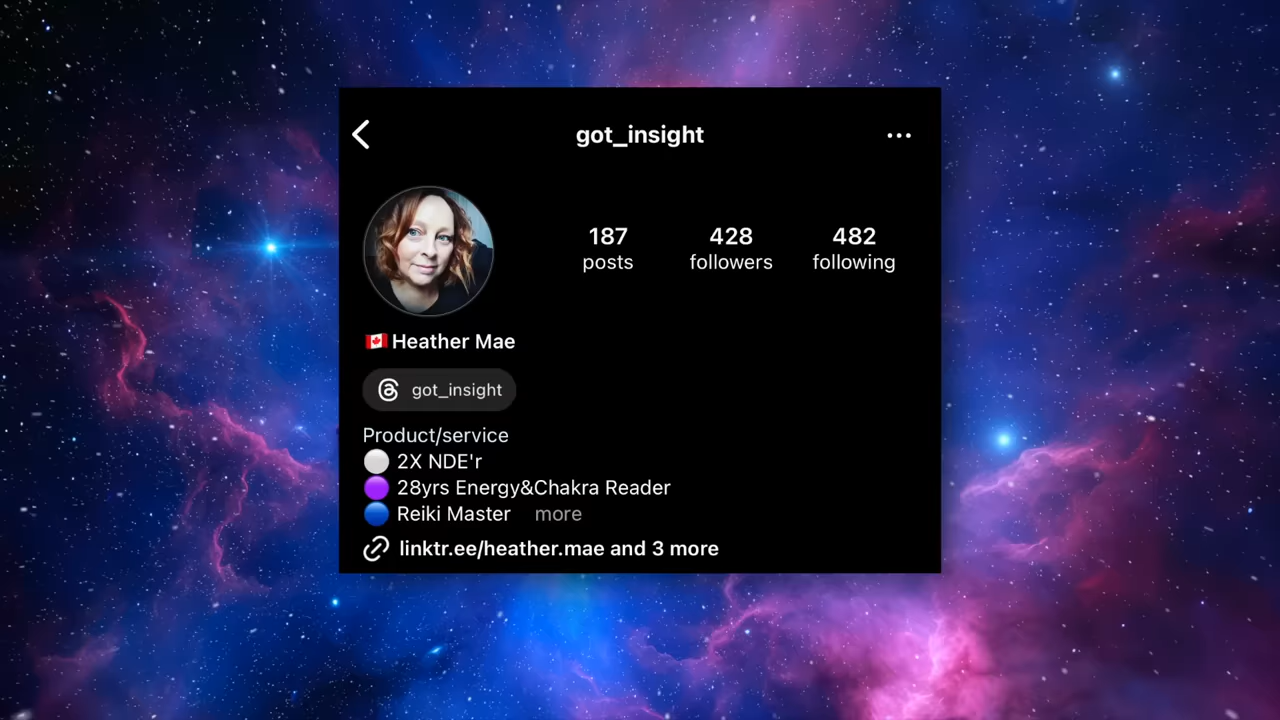 got_insight
187 428 482
posts followers following
🇨🇦 Heather Mae
got_insight
Product/service
⚪ 2X NDE'r
🟣 28yrs Energy&Chakra Reader
🔵 Reiki Master more
linktr.ee/heather.mae and 3 more